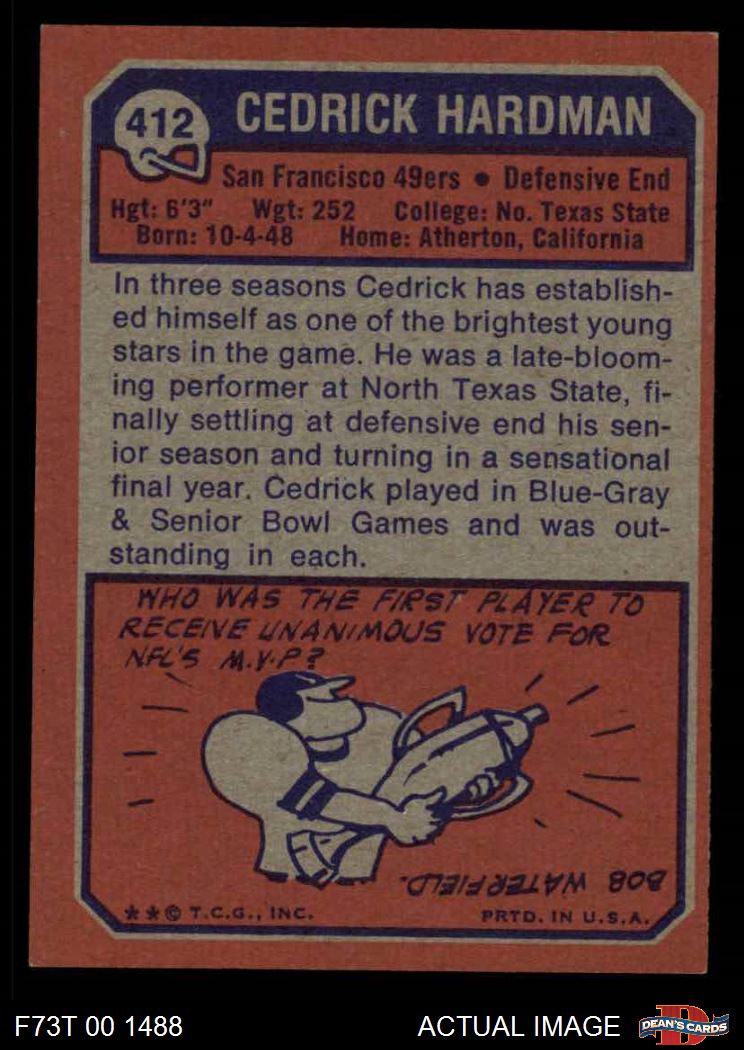 412
CEDRICK HARDMAN
San Francisco 49ers • Defensive End
Hgt: 6'3" Wgt: 252 College: No. Texas State
Born: 10-4-48 Home: Atherton, California
In three seasons Cedrick has establish-
ed himself as one of the brightest young
stars in the game. He was a late-bloom-
ing performer at North Texas State, fi-
nally settling at defensive end his sen-
ior season and turning in a sensational
final year. Cedrick played in Blue-Gray
& Senior Bowl Games and was out-
standing in each.
WHO WAS THE FIRST PLAYER TO
RECEIVE UNANIMOUS VOTE FOR
NFL'S M.V.P?
BOB WATERFIELD.
**© T.C.G., INC. PRTD. IN U.S.A.
F73T 00 1488 ACTUAL IMAGE
D
DEAN'S CARDS